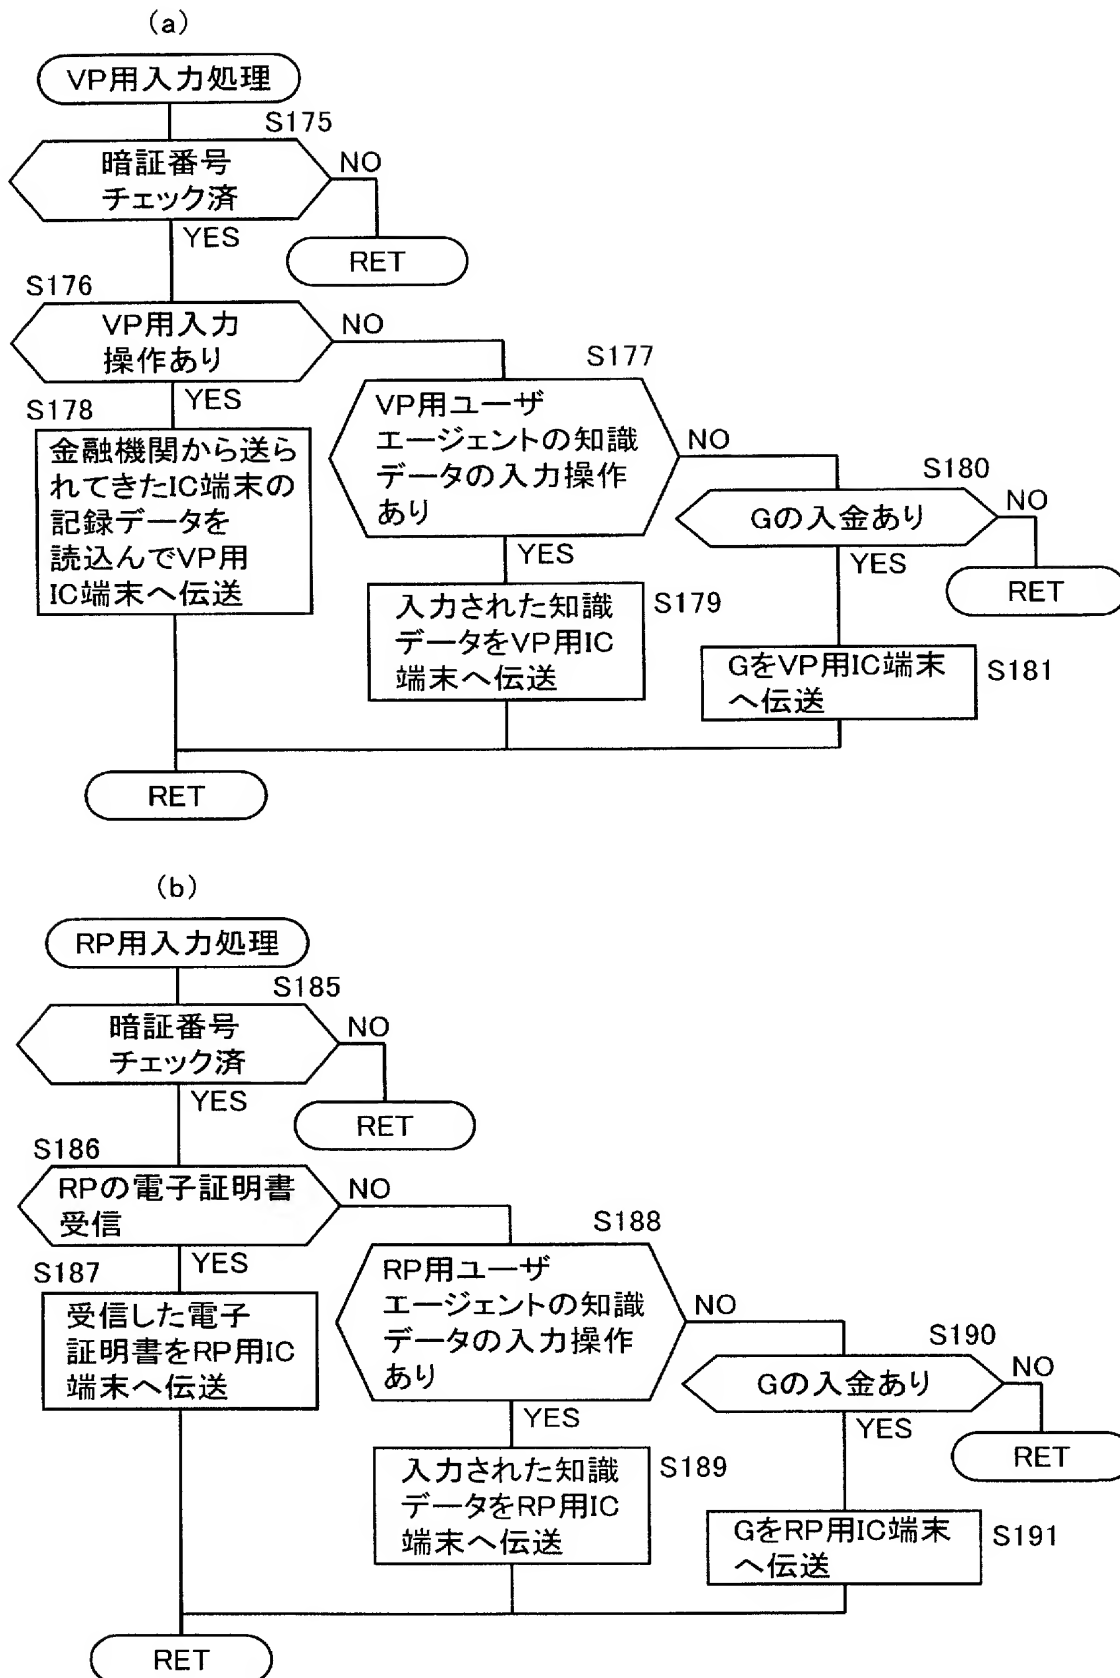 (a)
VP用入力処理
S175
暗証番号
チェック済
NO
YES
RET
S176
VP用入力
操作あり
NO
YES
S177
VP用ユーザ
エージェントの知識
データの入力操作
あり
NO
YES
S178
金融機関から送ら
れてきたIC端末の
記録データを
読込んでVP用
IC端末へ伝送
S180
Gの入金あり
NO
YES
RET
入力された知識
データをVP用IC
端末へ伝送
S179
GをVP用IC端末
へ伝送
S181
RET
(b)
RP用入力処理
S185
暗証番号
チェック済
NO
YES
RET
S186
RPの電子証明書
受信
NO
YES
S188
RP用ユーザ
エージェントの知識
データの入力操作
あり
NO
YES
S187
受信した電子
証明書をRP用IC
端末へ伝送
S190
Gの入金あり
NO
YES
RET
入力された知識
データをRP用IC
端末へ伝送
S189
GをRP用IC端末
へ伝送
S191
RET